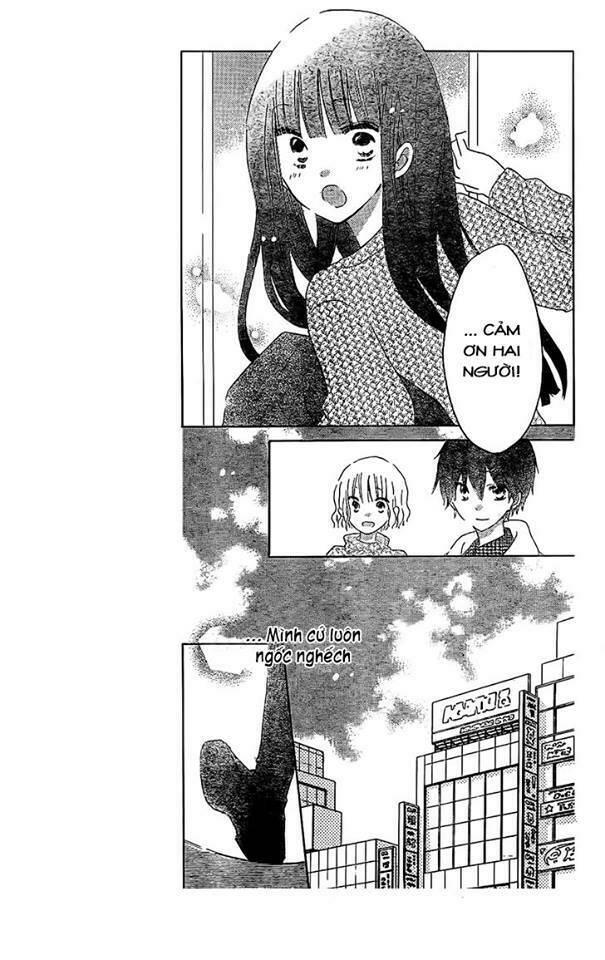 ... CẢM
ƠN HAI
NGƯỜI!
... Mình cứ luôn
ngốc nghếch